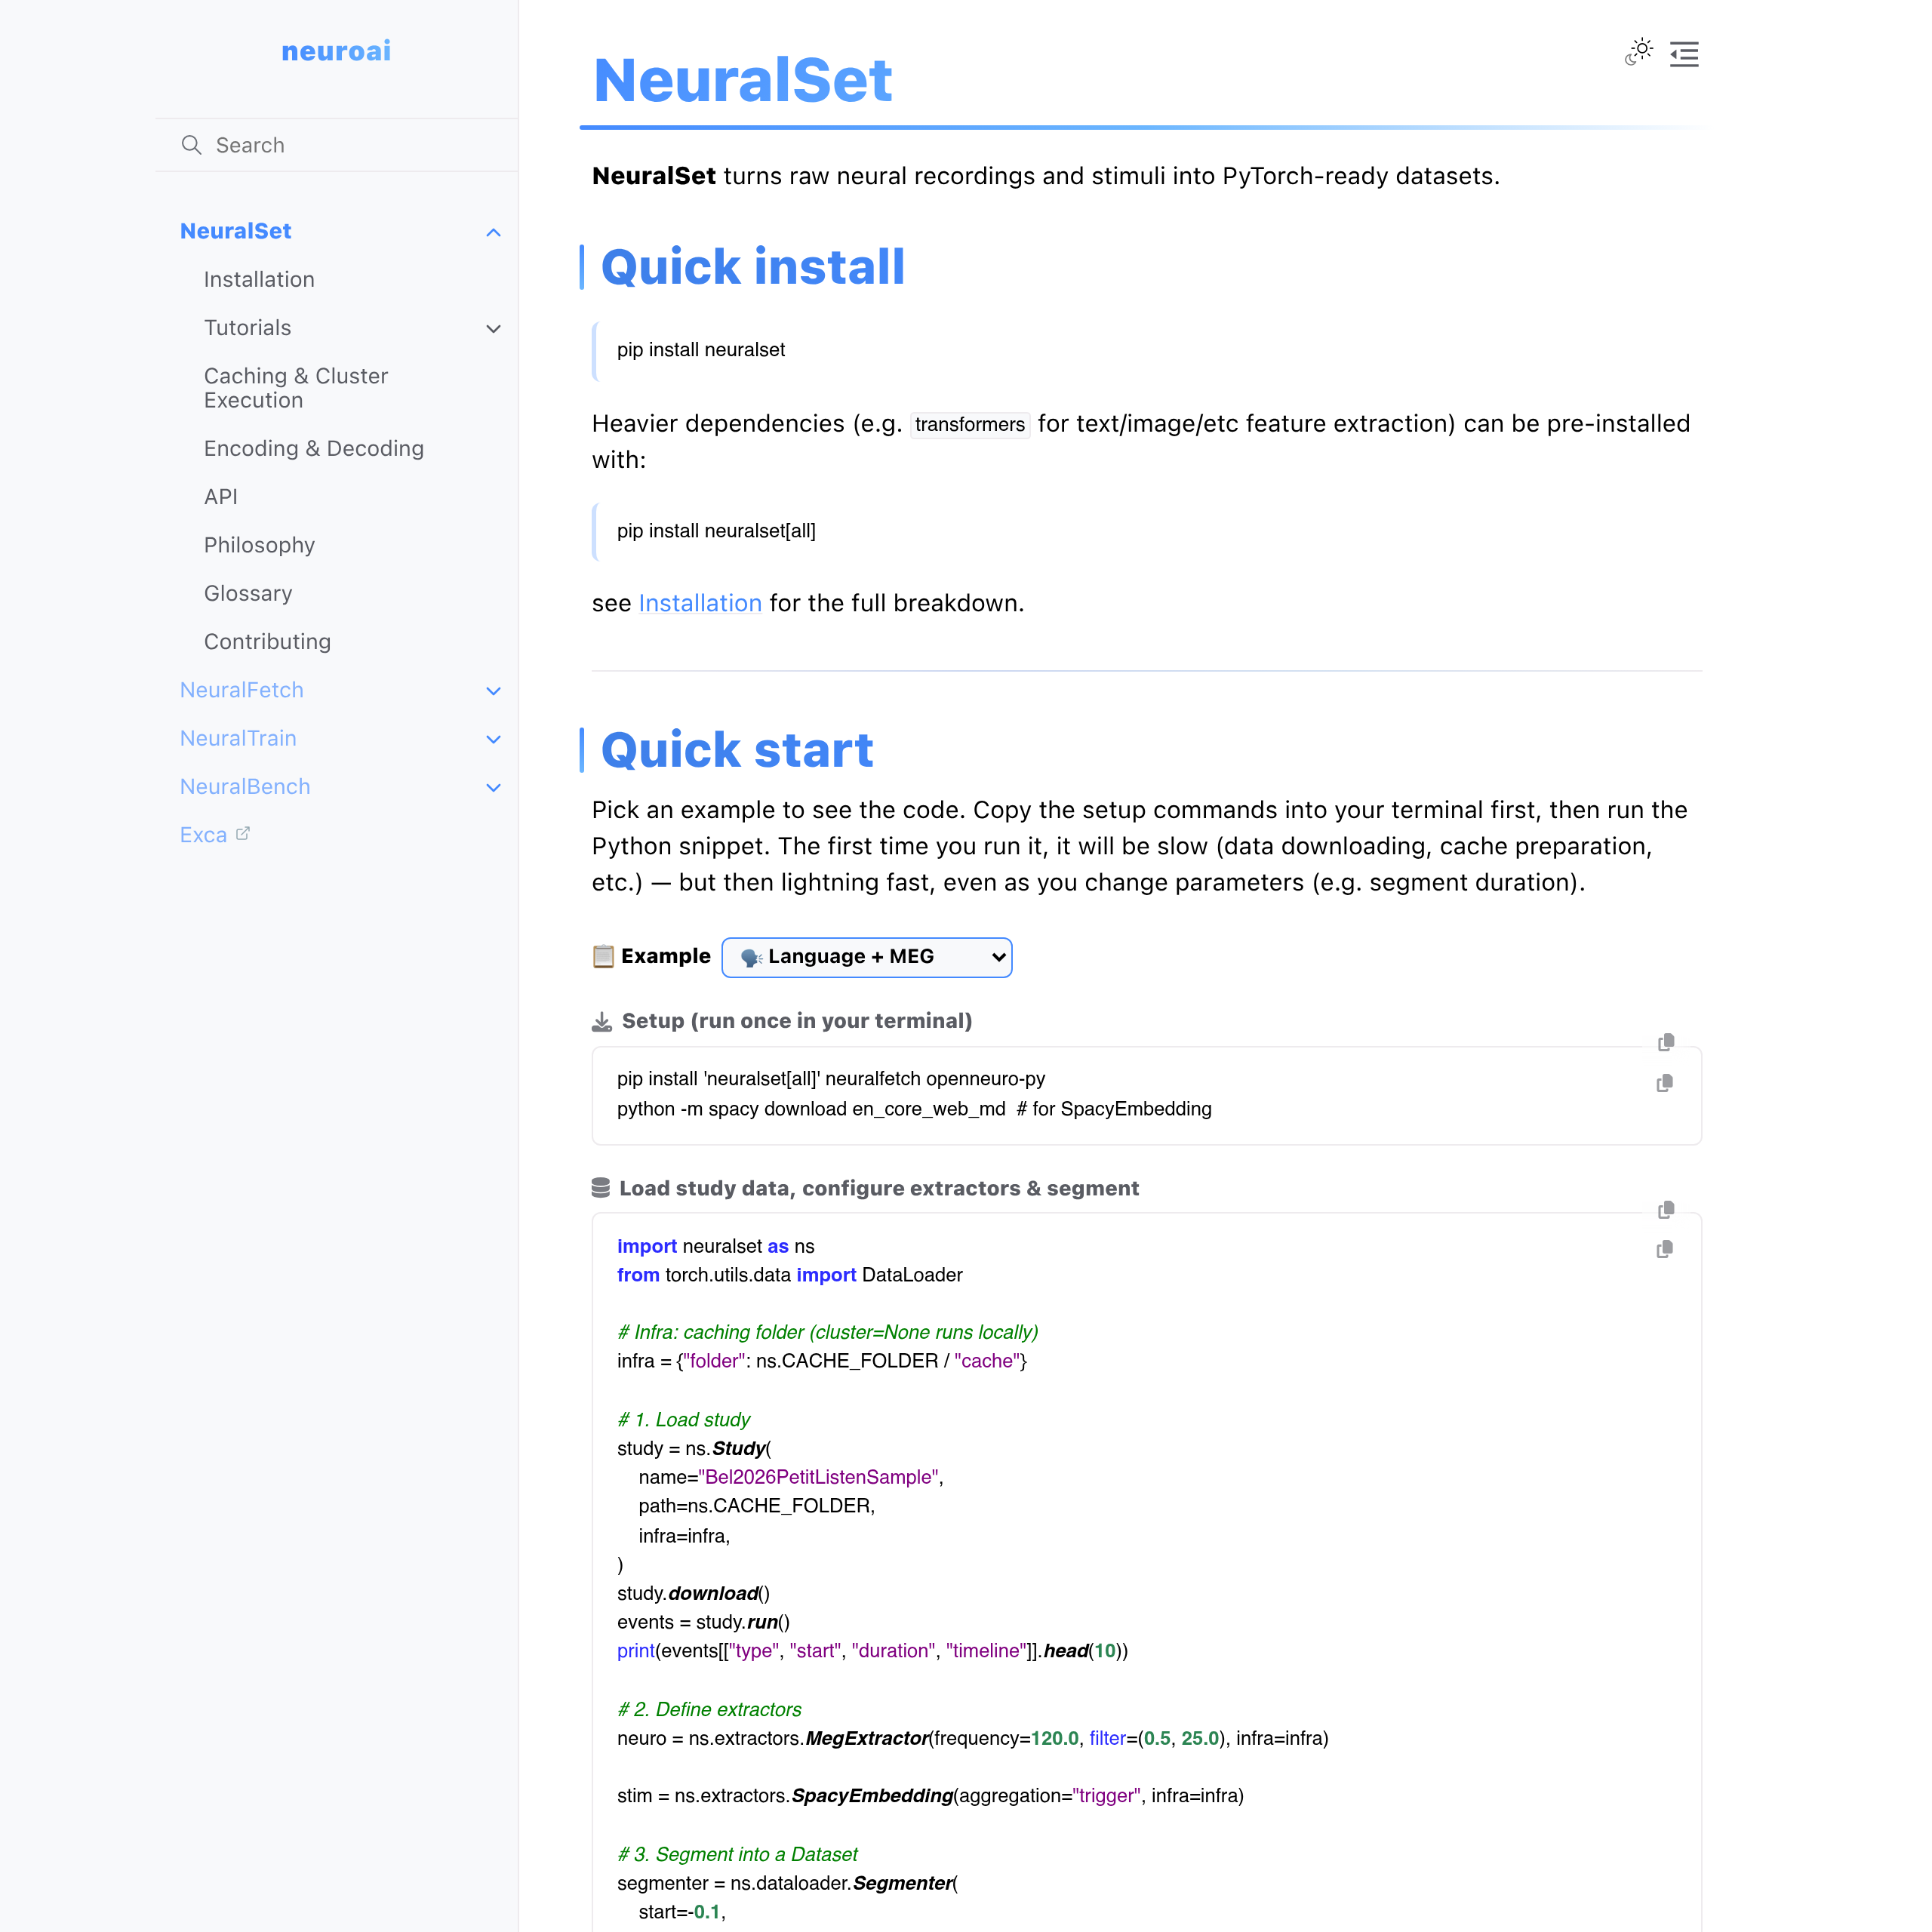 neuroai
Search
NeuralSet
Installation
Tutorials
Caching & Cluster
Execution
Encoding & Decoding
API
Philosophy
Glossary
Contributing
NeuralFetch
NeuralTrain
NeuralBench
Exca
NeuralSet
NeuralSet turns raw neural recordings and stimuli into PyTorch-ready datasets.
Quick install
pip install neuralset
Heavier dependencies (e.g. transformers for text/image/etc feature extraction) can be pre-installed
with:
pip install neuralset[all]
see Installation for the full breakdown.
Quick start
Pick an example to see the code. Copy the setup commands into your terminal first, then run the
Python snippet. The first time you run it, it will be slow (data downloading, cache preparation,
etc.) — but then lightning fast, even as you change parameters (e.g. segment duration).
📋 Example 🗣️ Language + MEG
Setup (run once in your terminal)
pip install 'neuralset[all]' neuralfetch openneuro-py
python -m spacy download en_core_web_md  # for SpacyEmbedding
Load study data, configure extractors & segment
import neuralset as ns
from torch.utils.data import DataLoader
# Infra: caching folder (cluster=None runs locally)
infra = {"folder": ns.CACHE_FOLDER / "cache"}
# 1. Load study
study = ns.Study(
    name="Bel2026PetitListenSample",
    path=ns.CACHE_FOLDER,
    infra=infra,
)
study.download()
events = study.run()
print(events[["type", "start", "duration", "timeline"]].head(10))
# 2. Define extractors
neuro = ns.extractors.MegExtractor(frequency=120.0, filter=(0.5, 25.0), infra=infra)
stim = ns.extractors.SpacyEmbedding(aggregation="trigger", infra=infra)
# 3. Segment into a Dataset
segmenter = ns.dataloader.Segmenter(
    start=-0.1,